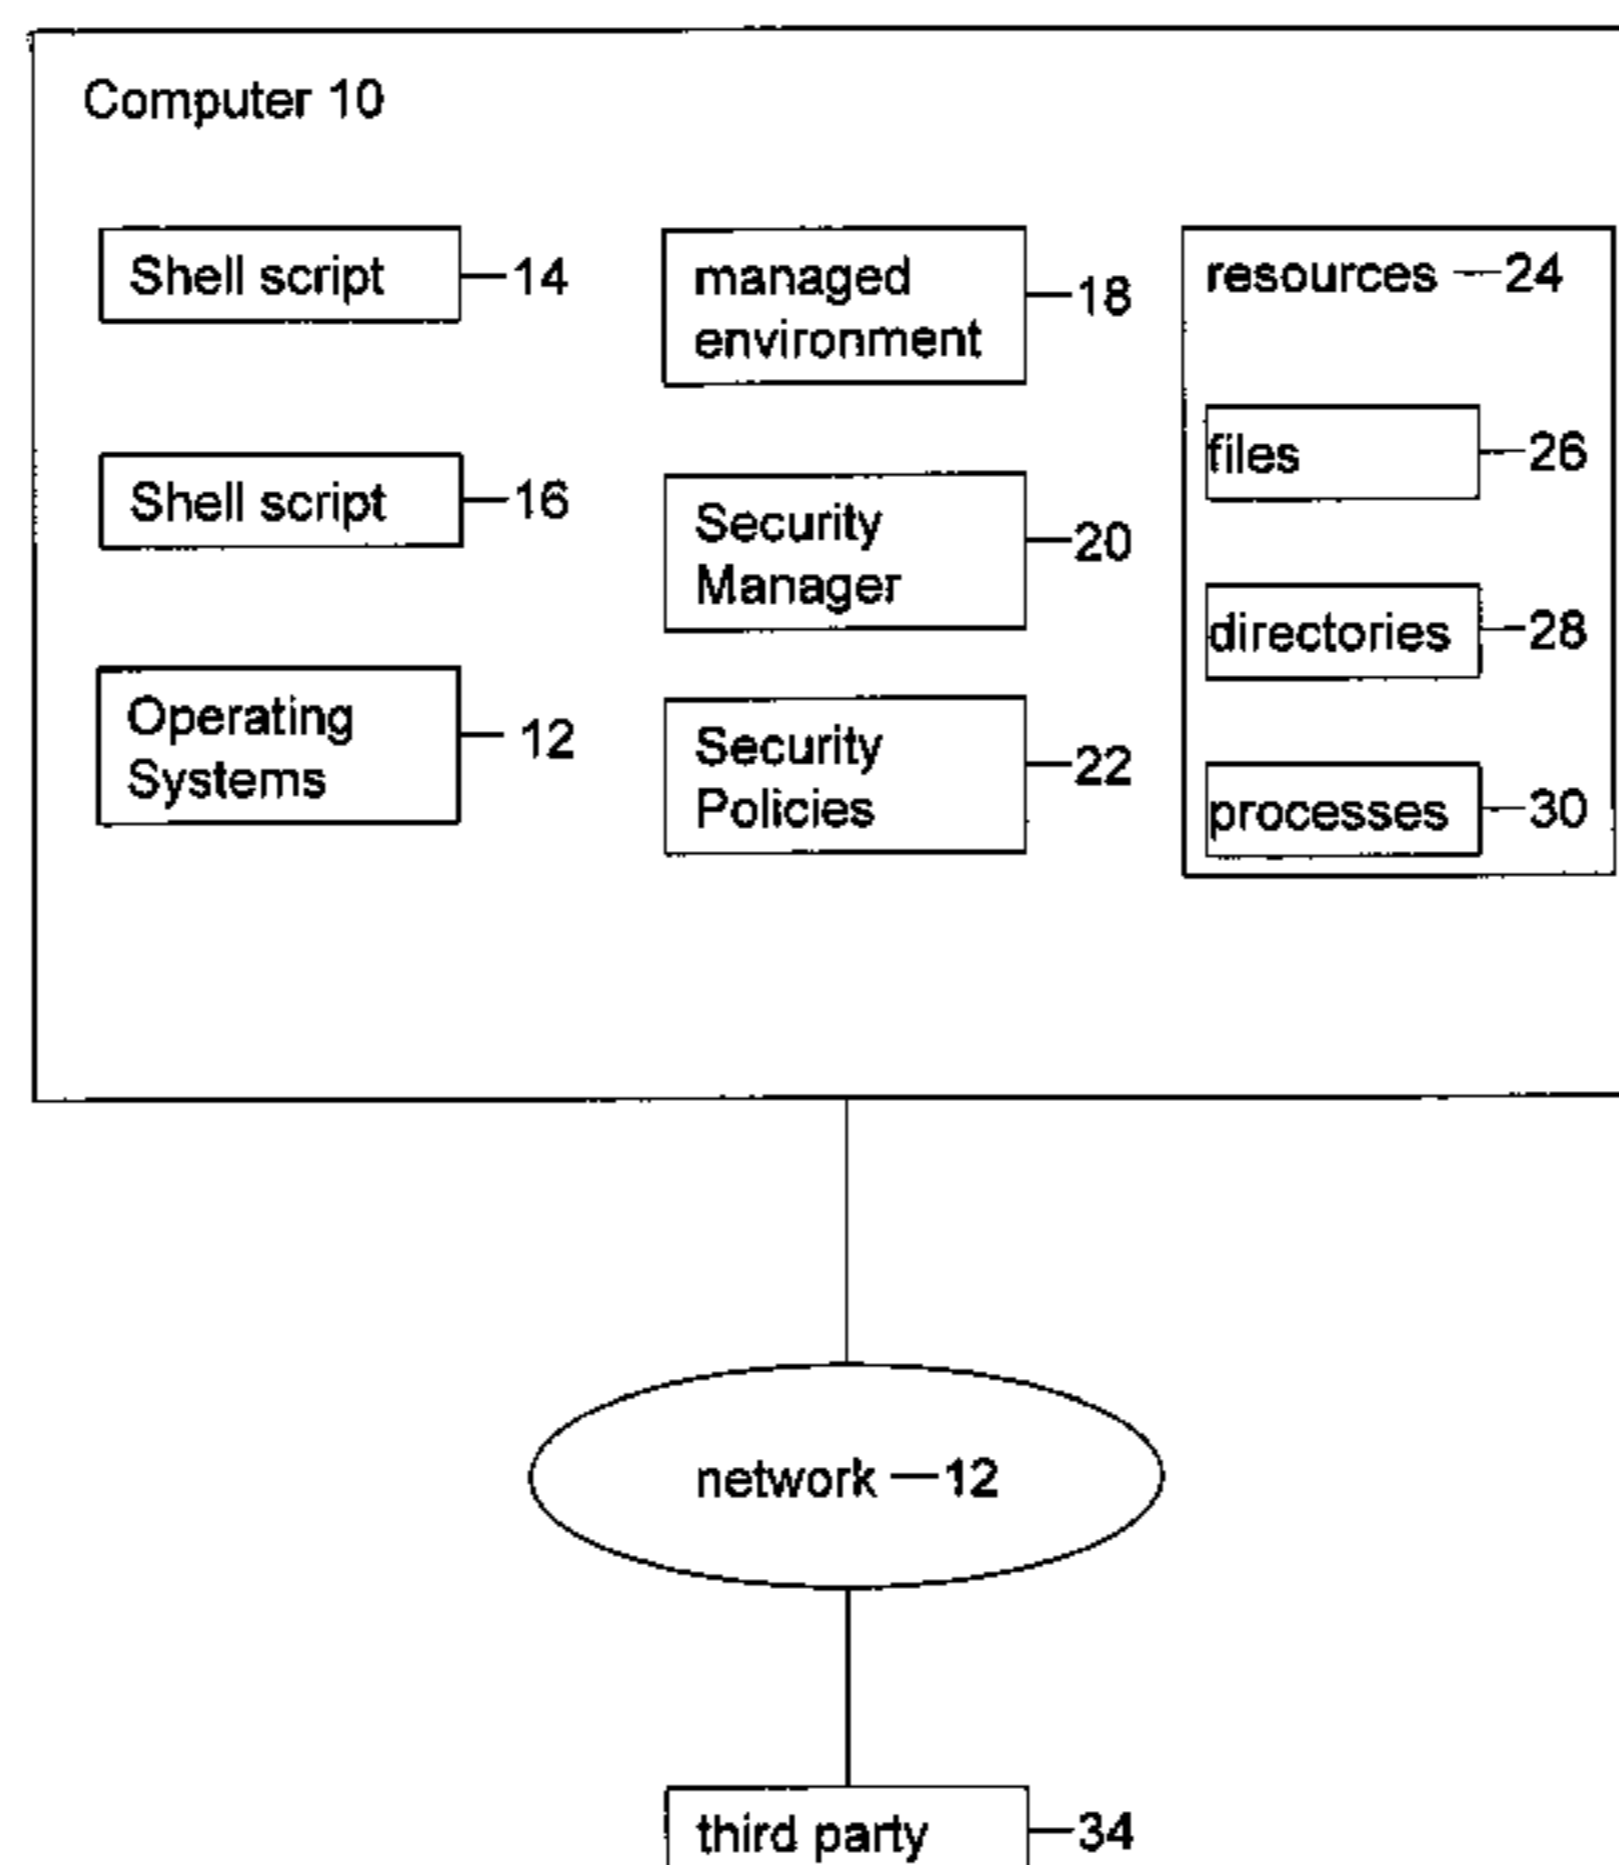 Computer 10
Shell script 14
Shell script 16
Operating
Systems
12
managed
environment
18
Security
Manager
20
Security
Policies
22
resources 24
files 26
directories 28
processes 30
network 12
third party 34